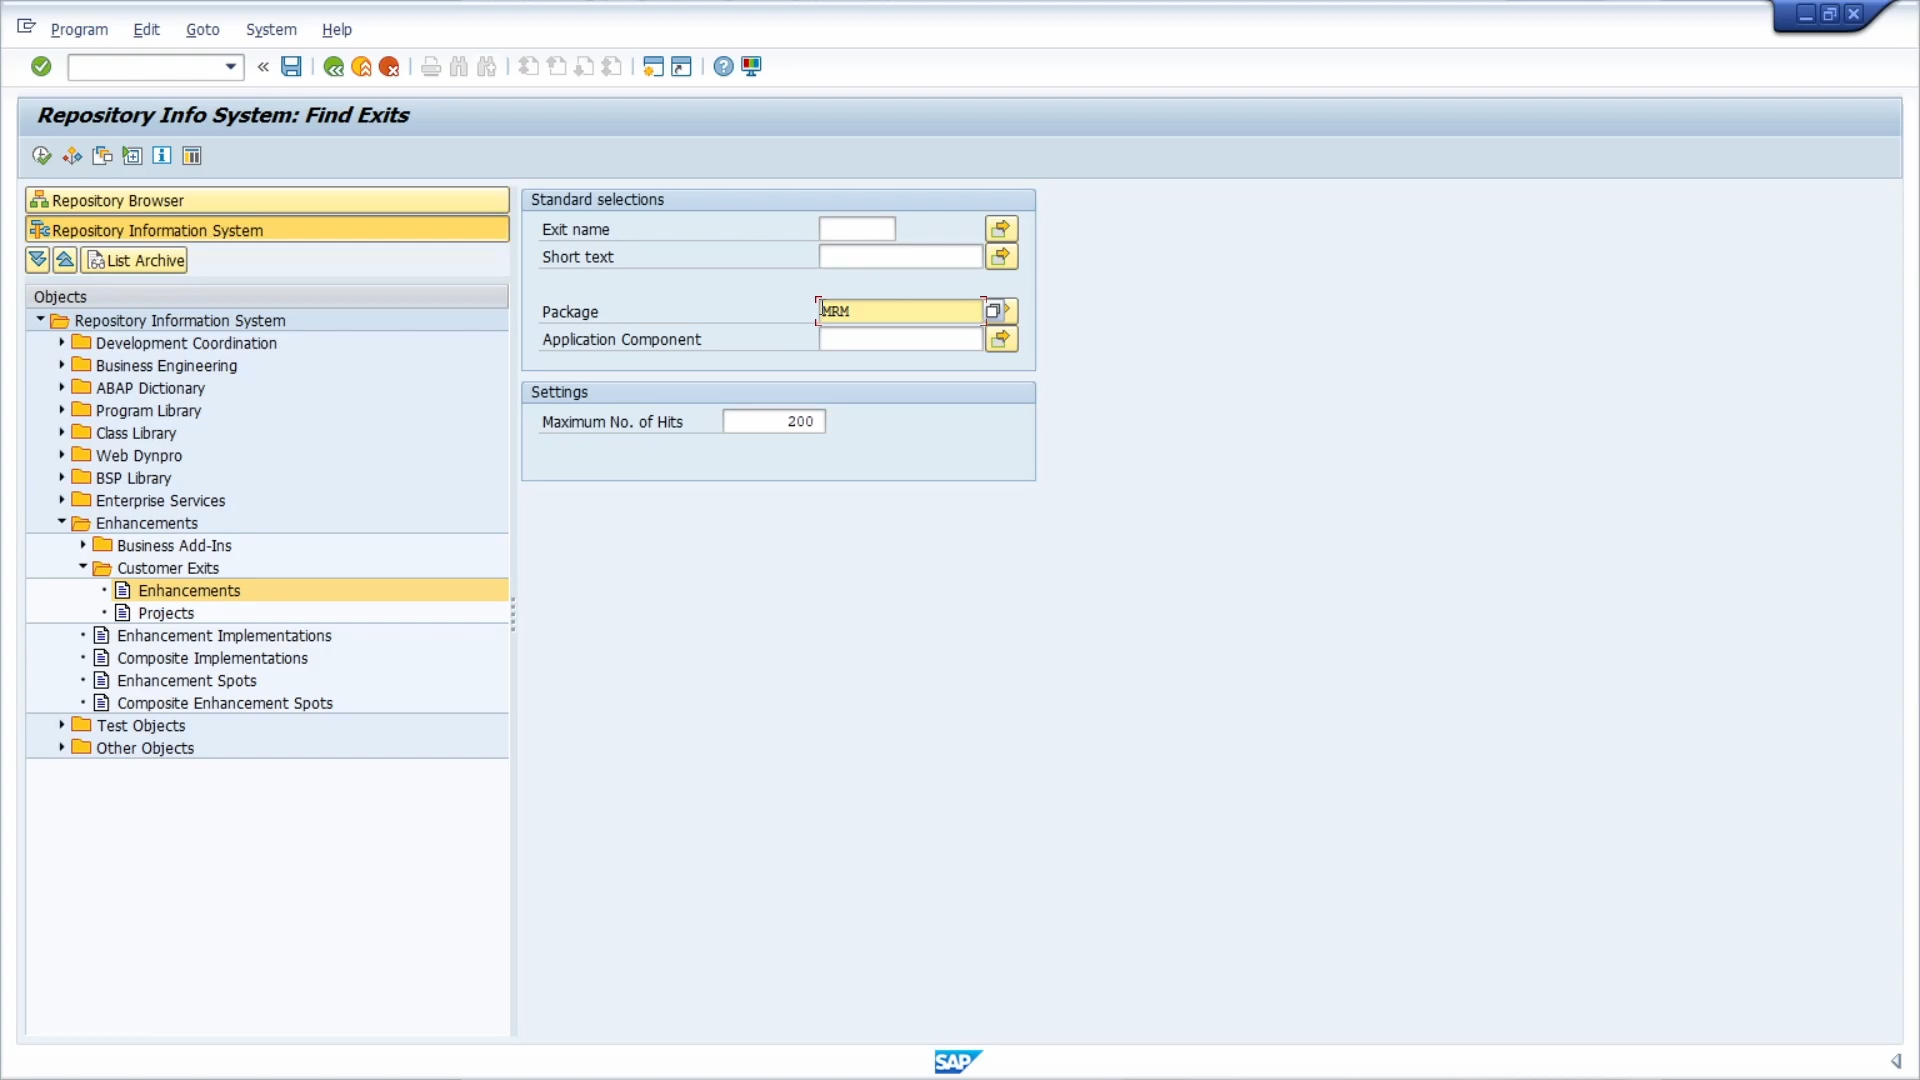 Program Edit Goto System Help
Repository Info System: Find Exits
Repository Browser
Repository Information System
List Archive
Objects
Repository Information System
Development Coordination
Business Engineering
ABAP Dictionary
Program Library
Class Library
Web Dynpro
BSP Library
Enterprise Services
Enhancements
Business Add-Ins
Customer Exits
Enhancements
Projects
Enhancement Implementations
Composite Implementations
Enhancement Spots
Composite Enhancement Spots
Test Objects
Other Objects
Standard selections
Exit name
Short text
Package MRM
Application Component
Settings
Maximum No. of Hits 200
SAP